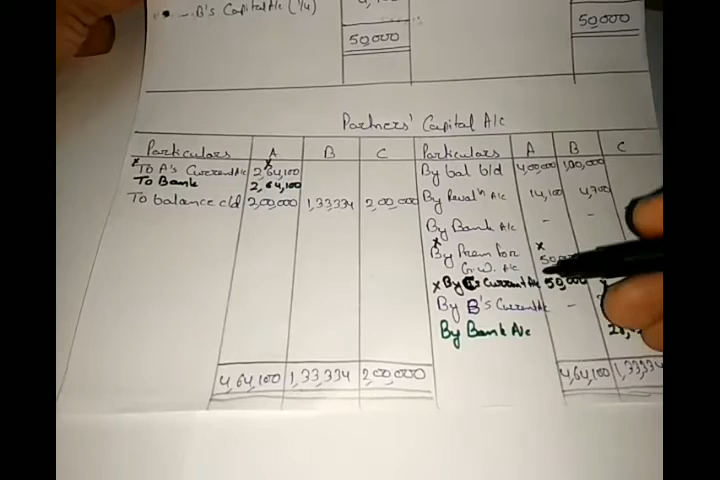 B's Capital A/c (1/4)
50,000
50,000
Partners' Capital A/c
Particulars A B C Particulars A B C
To A's Current A/c 2,64,100 By bal b/d 4,00,000 1,00,000
To Bank 2,64,100
To balance c/d 2,00,000 1,33,334 2,00,000 By Reval'n A/c 14,100 4,700
By Bank A/c - -
By Prem for
G.W. A/c
By C's Current A/c 50,000
By B's Current A/c -
By Bank A/c
4,64,100 1,33,334 2,00,000 4,64,100 1,33,334